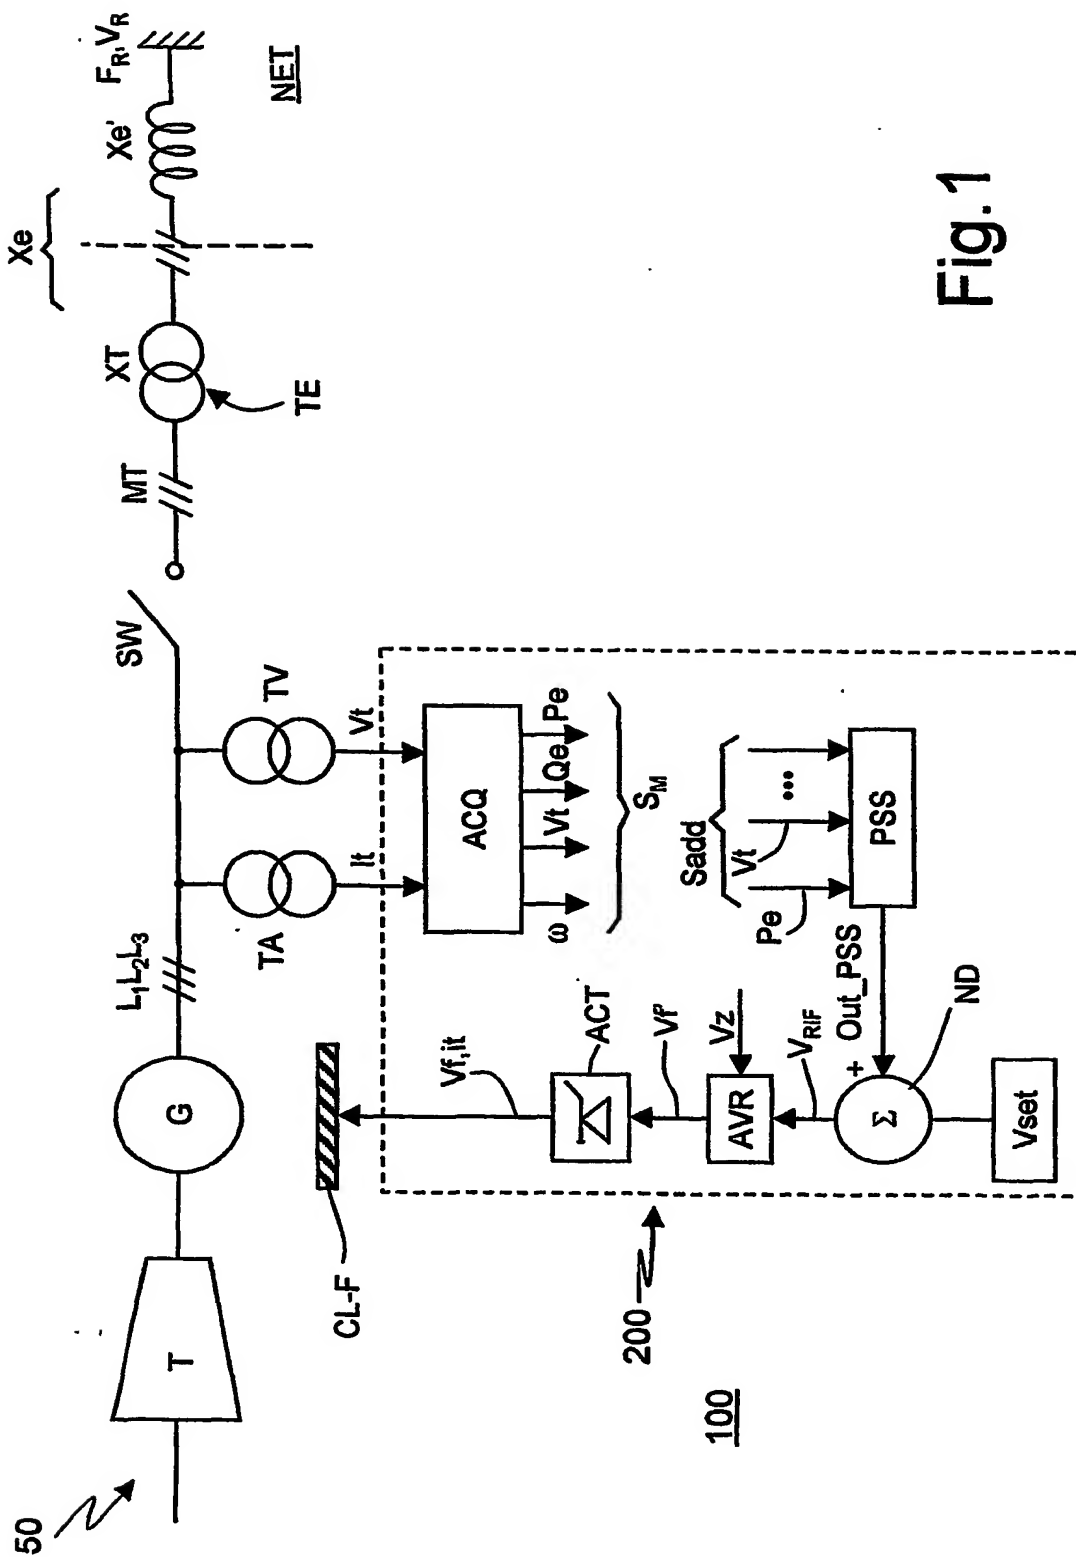 50
T
G
L₁L₂L₃
SW
MT
XT
TE
Xe
Xe'
F_R, V_R
NET
TA
TV
It
Vt
CL-F
Vf,it
ACQ
ω
Vt
Qe
Pe
S_M
ACT
Vf'
AVR
Vz
V_RIF
Sadd
Pe
Vt
...
PSS
Out_PSS
+
Σ
ND
Vset
200
100
Fig.1